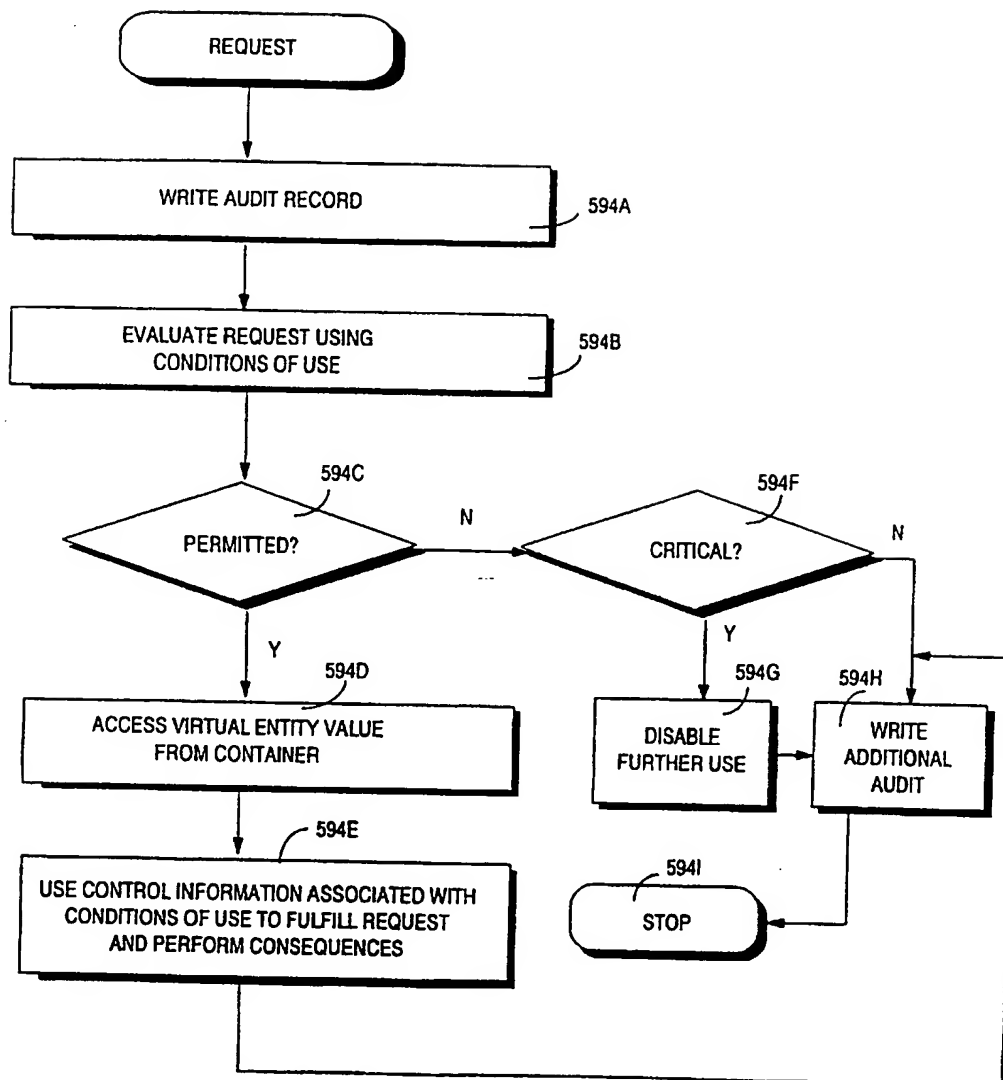 REQUEST
WRITE AUDIT RECORD
594A
EVALUATE REQUEST USING
CONDITIONS OF USE
594B
594C
PERMITTED?
N
594F
CRITICAL?
N
Y
594D
ACCESS VIRTUAL ENTITY VALUE
FROM CONTAINER
Y
594G
DISABLE
FURTHER USE
594H
WRITE
ADDITIONAL
AUDIT
594E
USE CONTROL INFORMATION ASSOCIATED WITH
CONDITIONS OF USE TO FULFILL REQUEST
AND PERFORM CONSEQUENCES
594I
STOP